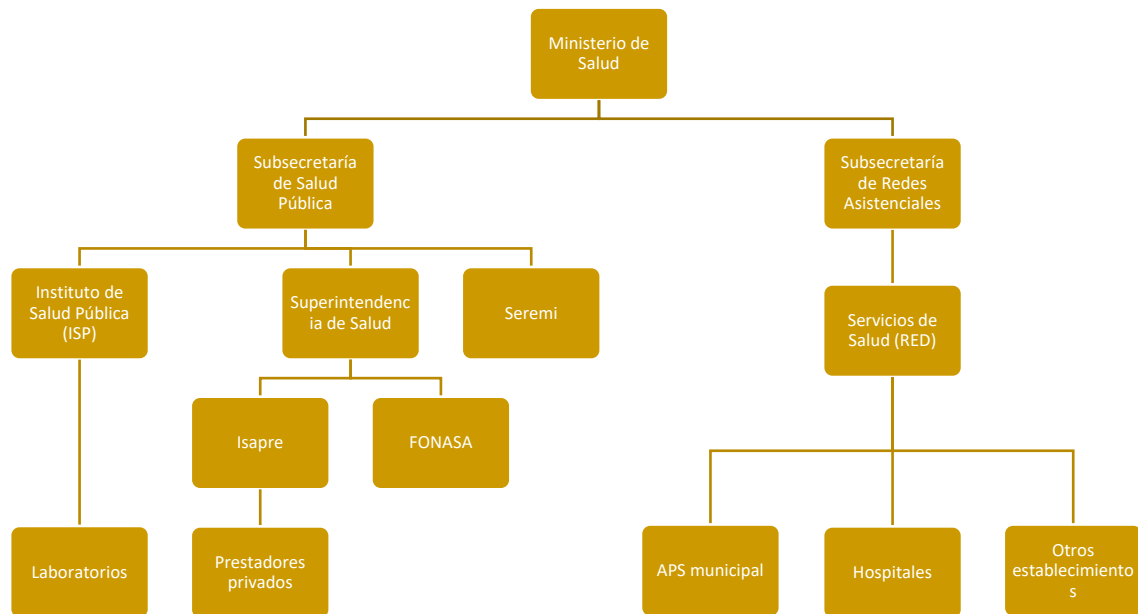 Ministerio de
Salud
Subsecretaría
de Salud
Pública
Subsecretaría
de Redes
Asistenciales
Instituto de
Salud Pública
(ISP)
Superintendenc
ia de Salud
Seremi
Servicios de
Salud (RED)
Isapre
FONASA
Laboratorios
Prestadores
privados
APS municipal
Hospitales
Otros
establecimiento
s